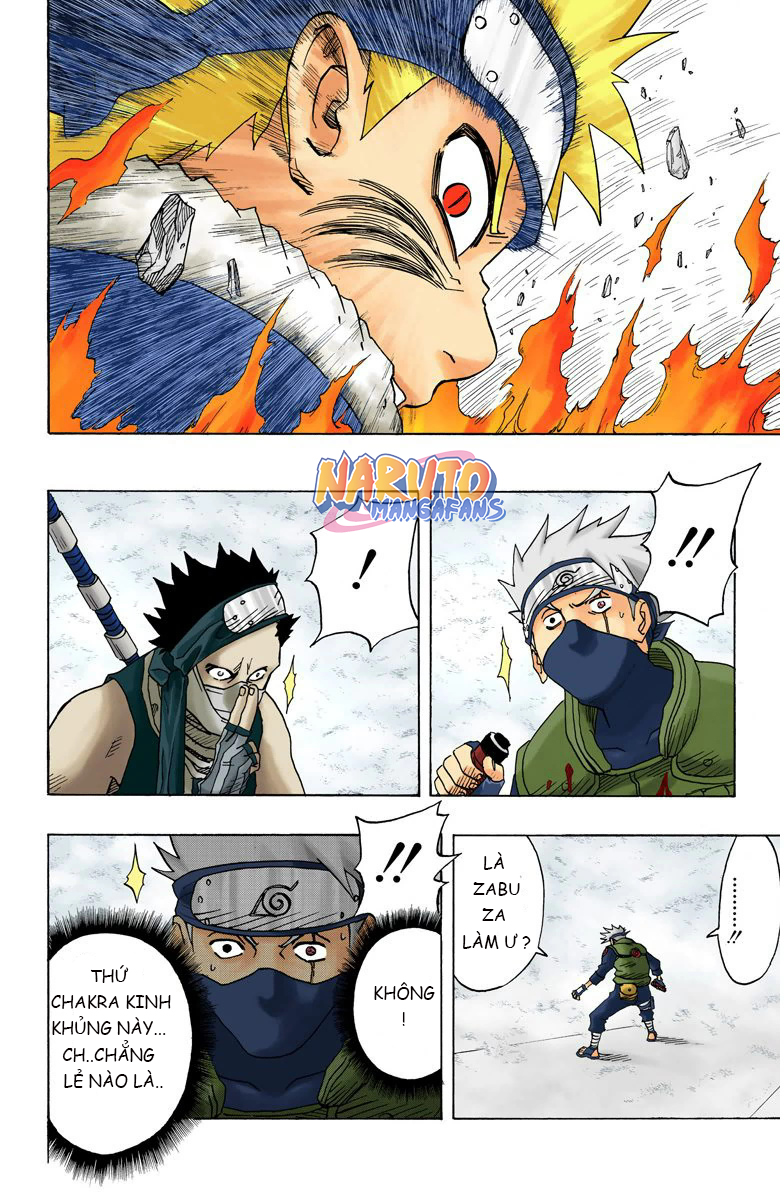 NARUTO
MANGAFANS
!!
!
.......!!
LÀ
ZABU
ZA
LÀM Ư ?
!!
KHÔNG
!
THỨ
CHAKRA KINH
KHỦNG NÀY...
CH..CHẲNG
LẺ NÀO LÀ..